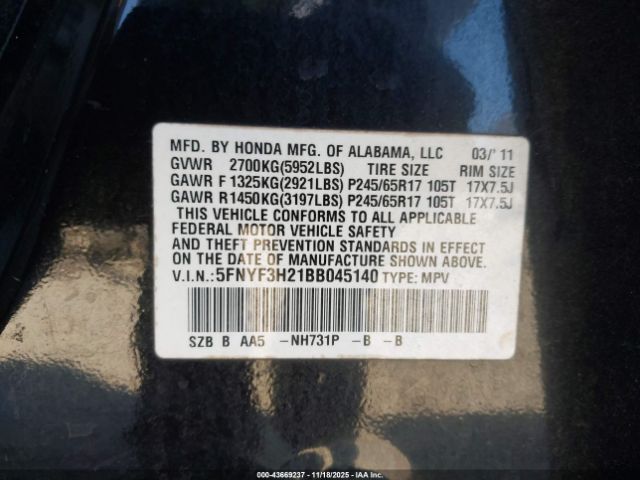 MFD. BY HONDA MFG. OF ALABAMA, LLC 03/'11
GVWR 2700KG(5952LBS) TIRE SIZE RIM SIZE
GAWR F 1325KG(2921LBS) P245/65R17 105T 17X7.5J
GAWR R1450KG(3197LBS) P245/65R17 105T 17X7.5J
THIS VEHICLE CONFORMS TO ALL APPLICABLE
FEDERAL MOTOR VEHICLE SAFETY
AND THEFT PREVENTION STANDARDS IN EFFECT
ON THE DATE OF MANUFACTURE SHOWN ABOVE.
V.I.N.:5FNYF3H21BB045140 TYPE: MPV
SZB B AA5 -NH731P -B -B
© IAA - 43669237 - 11/18/2025 - IAAI.COM